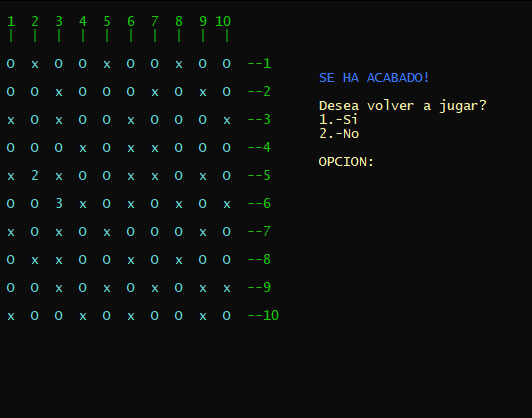 1 2 3 4 5 6 7 8 9 10
| | | | | | | | | |
O x O O x O O x O O --1
O O x O O O x O x O --2
x O x O x O O O O x --3
O O O x O x x O O O --4
x 2 x O O x x O x O --5
O O 3 x O x O x O x --6
x O x O x O O O x O --7
O x x O O x O x O O --8
O O x O x O x O x x --9
x O O x O x O O x O --10
SE HA ACABADO!
Desea volver a jugar?
1.-Si
2.-No
OPCION: